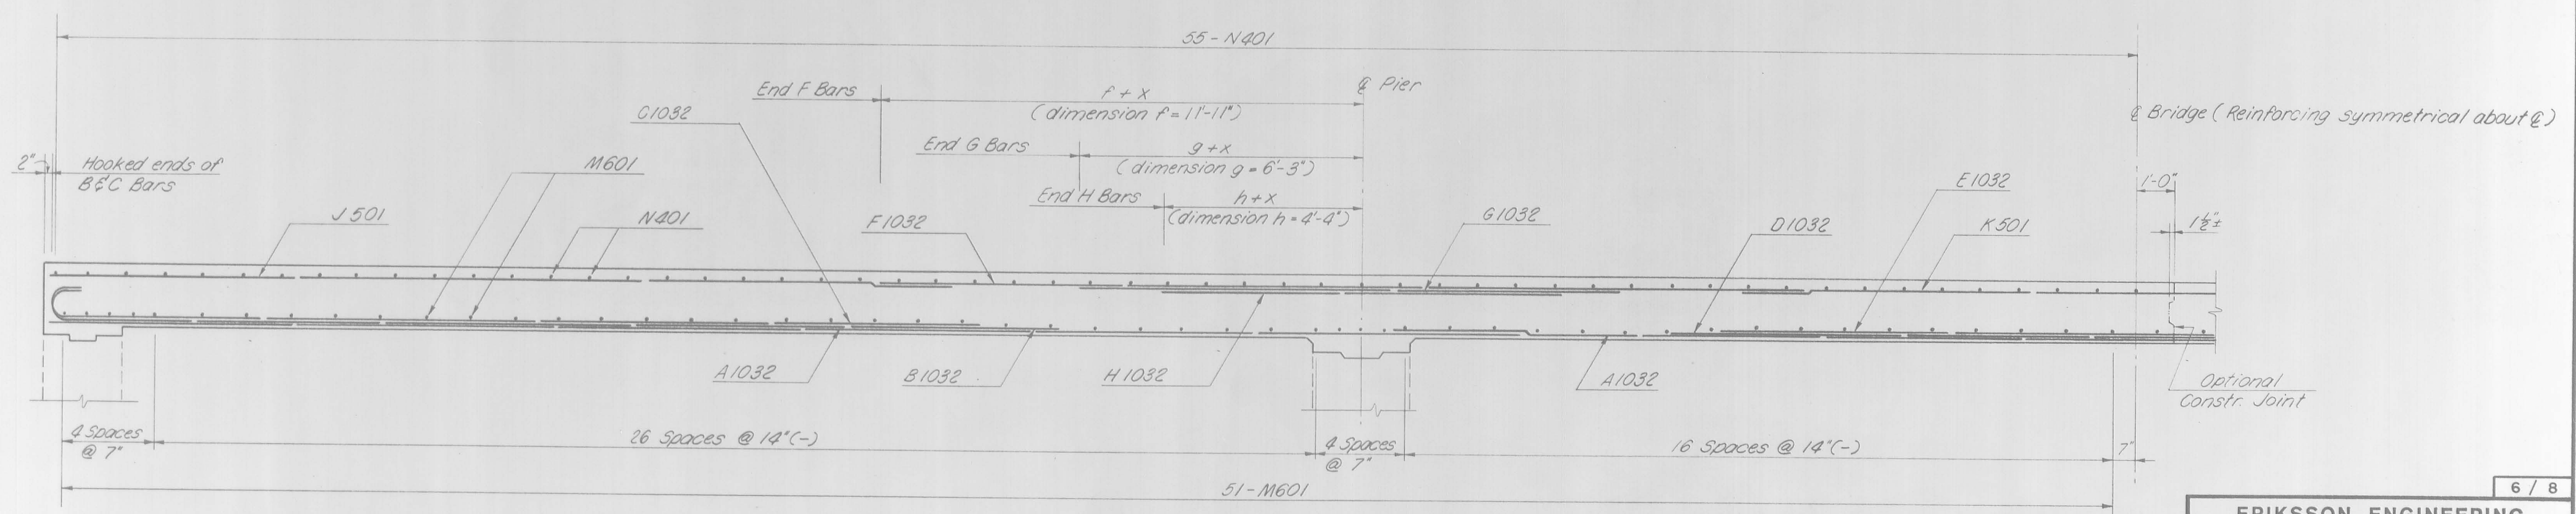 55-N401
End F Bars
f + x
(dimension f = 11'-11")
℄ Pier
C1032
℄ Bridge (Reinforcing symmetrical about ℄)
End G Bars
g + x
(dimension g = 6'-3")
2"
Hooked ends of
B&C Bars
M601
End H Bars
h + x
(dimension h = 4'-4")
E1032
1'-0"
J501
N401
F1032
G1032
D1032
K501
1½"±
A1032
B1032
H1032
A1032
Optional
Constr. Joint
4 Spaces
@ 7"
26 Spaces @ 14"(-)
4 Spaces
@ 7"
16 Spaces @ 14"(-)
7"
51-M601
6 / 8
ERIKSSON ENGINEERING